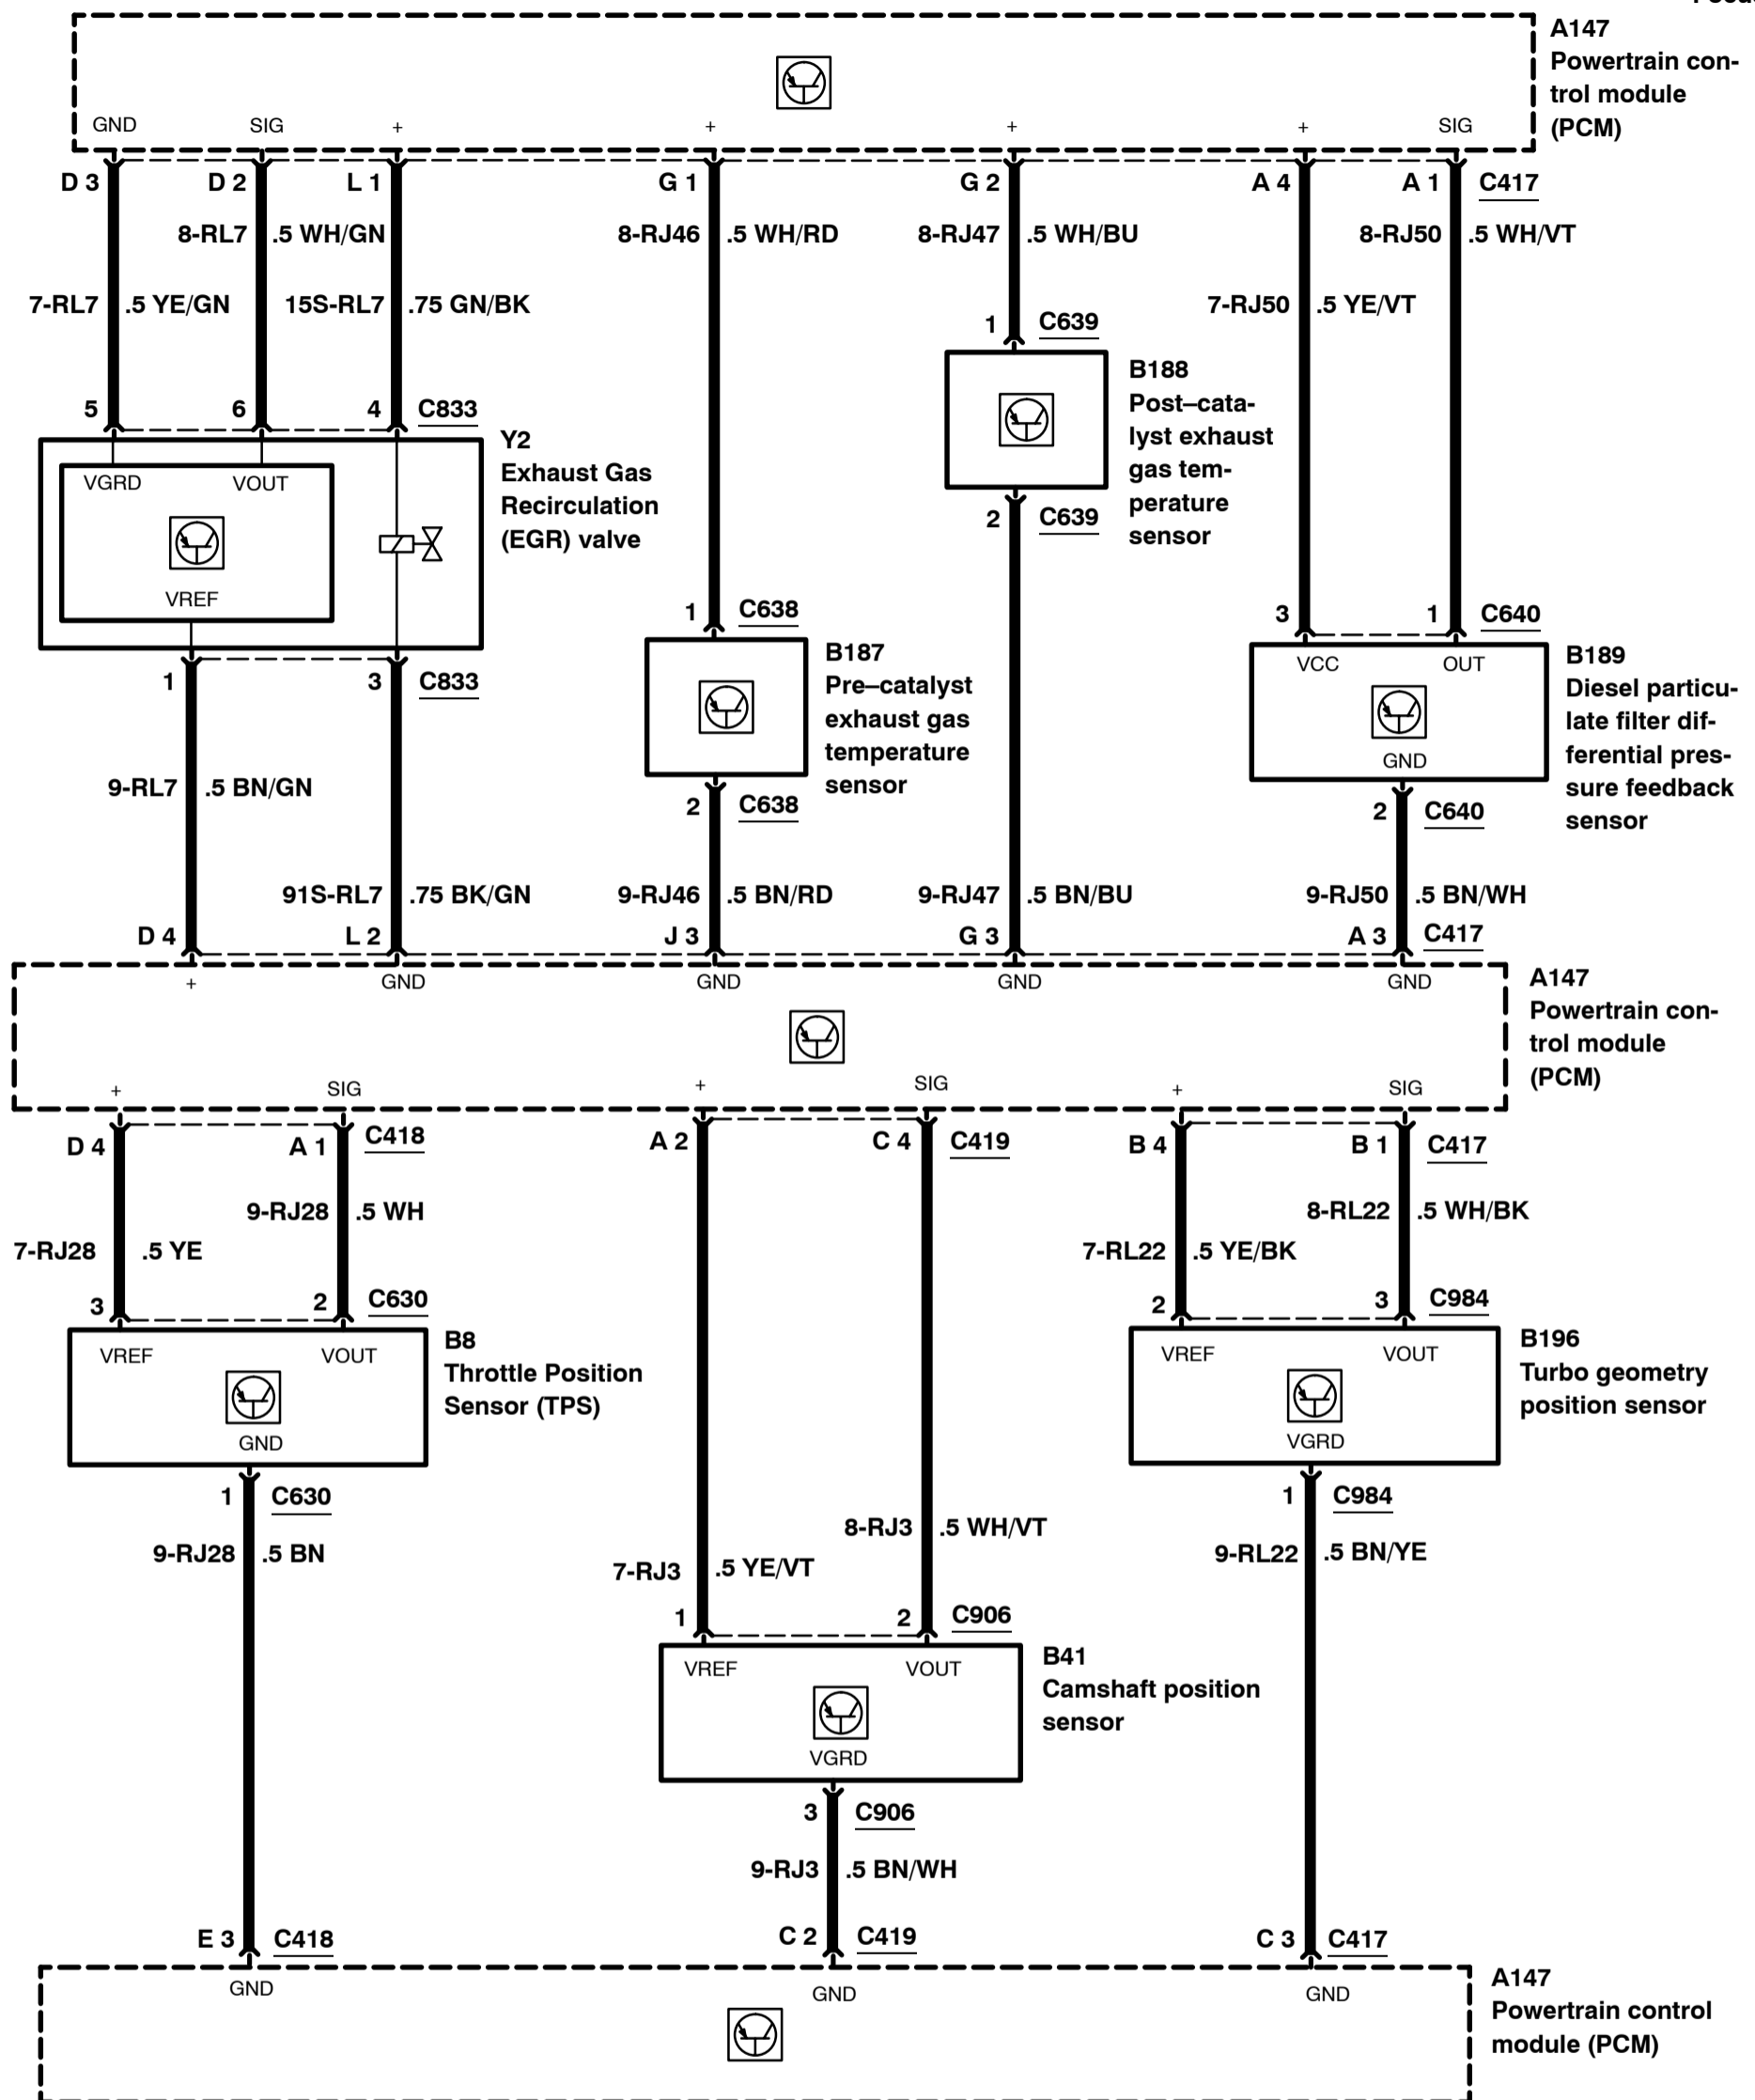 A147
Powertrain con-
trol module
(PCM)
GND SIG + + + + SIG
D 3 D 2 L 1 G 1 G 2 A 4 A 1 C417
8-RL7 .5 WH/GN 8-RJ46 .5 WH/RD 8-RJ47 .5 WH/BU 8-RJ50 .5 WH/VT
7-RL7 .5 YE/GN 15S-RL7 .75 GN/BK 7-RJ50 .5 YE/VT
1 C639
B188
Post–cata-
lyst exhaust
gas tem-
perature
sensor
2 C639
5 6 4 C833
Y2
Exhaust Gas
Recirculation
(EGR) valve
VGRD VOUT
VREF
1 C638
B187
Pre–catalyst
exhaust gas
temperature
sensor
2 C638
3 1 C640
VCC OUT
GND
B189
Diesel particu-
late filter dif-
ferential pres-
sure feedback
sensor
2 C640
1 3 C833
9-RL7 .5 BN/GN
91S-RL7 .75 BK/GN 9-RJ46 .5 BN/RD 9-RJ47 .5 BN/BU 9-RJ50 .5 BN/WH
D 4 L 2 J 3 G 3 A 3 C417
+ GND GND GND GND
A147
Powertrain con-
trol module
(PCM)
+ SIG + SIG + SIG
D 4 A 1 C418 A 2 C 4 C419 B 4 B 1 C417
9-RJ28 .5 WH 8-RL22 .5 WH/BK
7-RJ28 .5 YE 7-RL22 .5 YE/BK
3 2 C630 2 3 C984
VREF VOUT
GND
B8
Throttle Position
Sensor (TPS)
VREF VOUT
VGRD
B196
Turbo geometry
position sensor
1 C630 1 C984
9-RJ28 .5 BN 8-RJ3 .5 WH/VT 9-RL22 .5 BN/YE
7-RJ3 .5 YE/VT
1 2 C906
VREF VOUT
VGRD
B41
Camshaft position
sensor
3 C906
9-RJ3 .5 BN/WH
E 3 C418 C 2 C419 C 3 C417
GND GND GND
A147
Powertrain control
module (PCM)